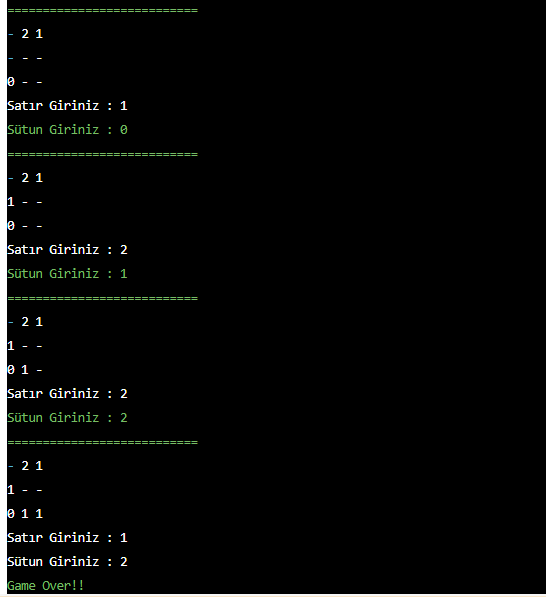 ===========================
- 2 1
- - -
0 - -
Satır Giriniz : 1
Sütun Giriniz : 0
===========================
- 2 1
1 - -
0 - -
Satır Giriniz : 2
Sütun Giriniz : 1
===========================
- 2 1
1 - -
0 1 -
Satır Giriniz : 2
Sütun Giriniz : 2
===========================
- 2 1
1 - -
0 1 1
Satır Giriniz : 1
Sütun Giriniz : 2
Game Over!!